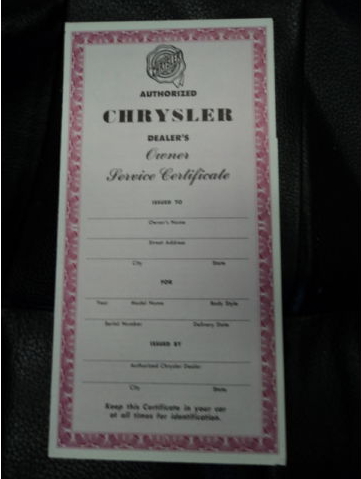 CHRYSLER
AUTHORIZED
CHRYSLER
DEALER'S
Owner
Service Certificate
ISSUED TO
Owner's Name
Street Address
City State
FOR
Year Model Name Body Style
Serial Number Delivery Date
ISSUED BY
Authorized Chrysler Dealer
City State
Keep this Certificate in your car
at all times for identification.